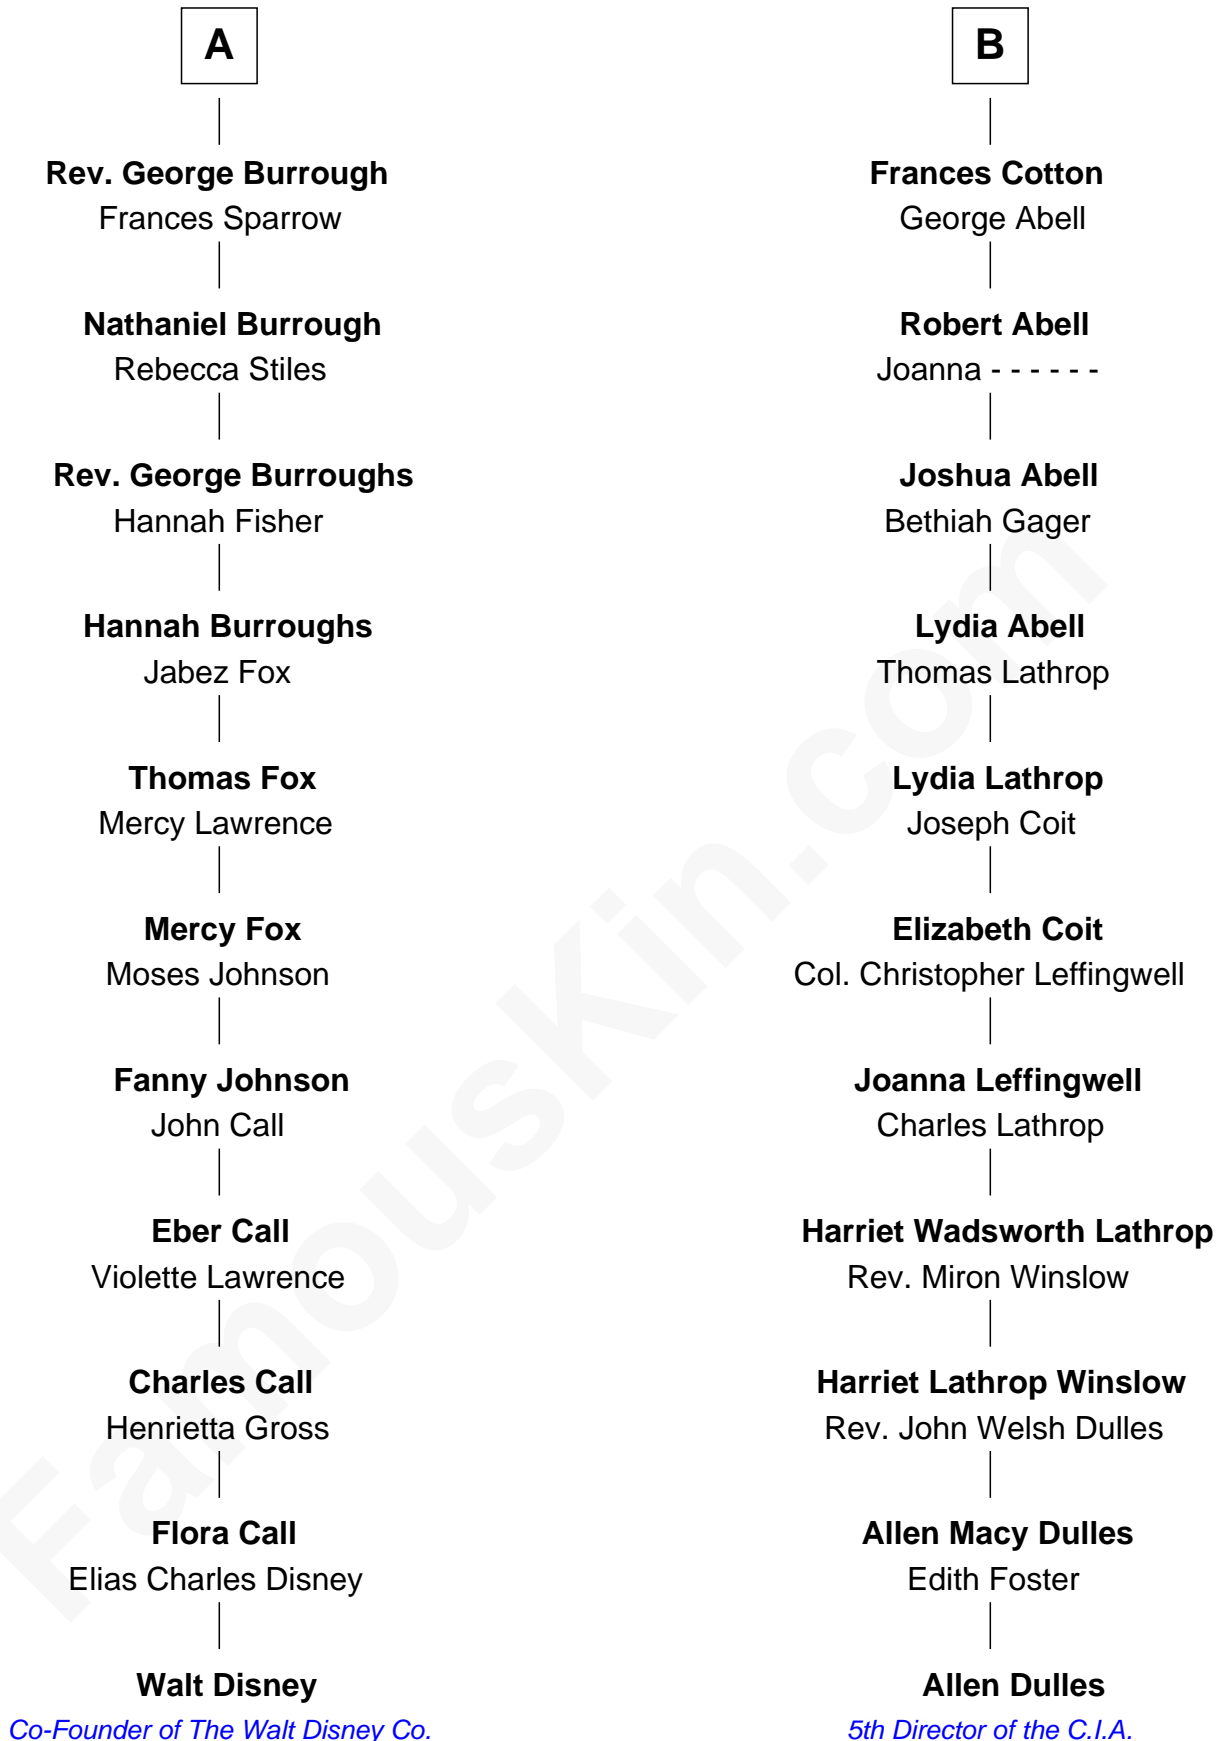 A
Rev. George Burrough
Frances Sparrow
Nathaniel Burrough
Rebecca Stiles
Rev. George Burroughs
Hannah Fisher
Hannah Burroughs
Jabez Fox
Thomas Fox
Mercy Lawrence
Mercy Fox
Moses Johnson
Fanny Johnson
John Call
Eber Call
Violette Lawrence
Charles Call
Henrietta Gross
Flora Call
Elias Charles Disney
Walt Disney
Co-Founder of The Walt Disney Co.
B
Frances Cotton
George Abell
Robert Abell
Joanna - - - - - -
Joshua Abell
Bethiah Gager
Lydia Abell
Thomas Lathrop
Lydia Lathrop
Joseph Coit
Elizabeth Coit
Col. Christopher Leffingwell
Joanna Leffingwell
Charles Lathrop
Harriet Wadsworth Lathrop
Rev. Miron Winslow
Harriet Lathrop Winslow
Rev. John Welsh Dulles
Allen Macy Dulles
Edith Foster
Allen Dulles
5th Director of the C.I.A.
FamousKin.com